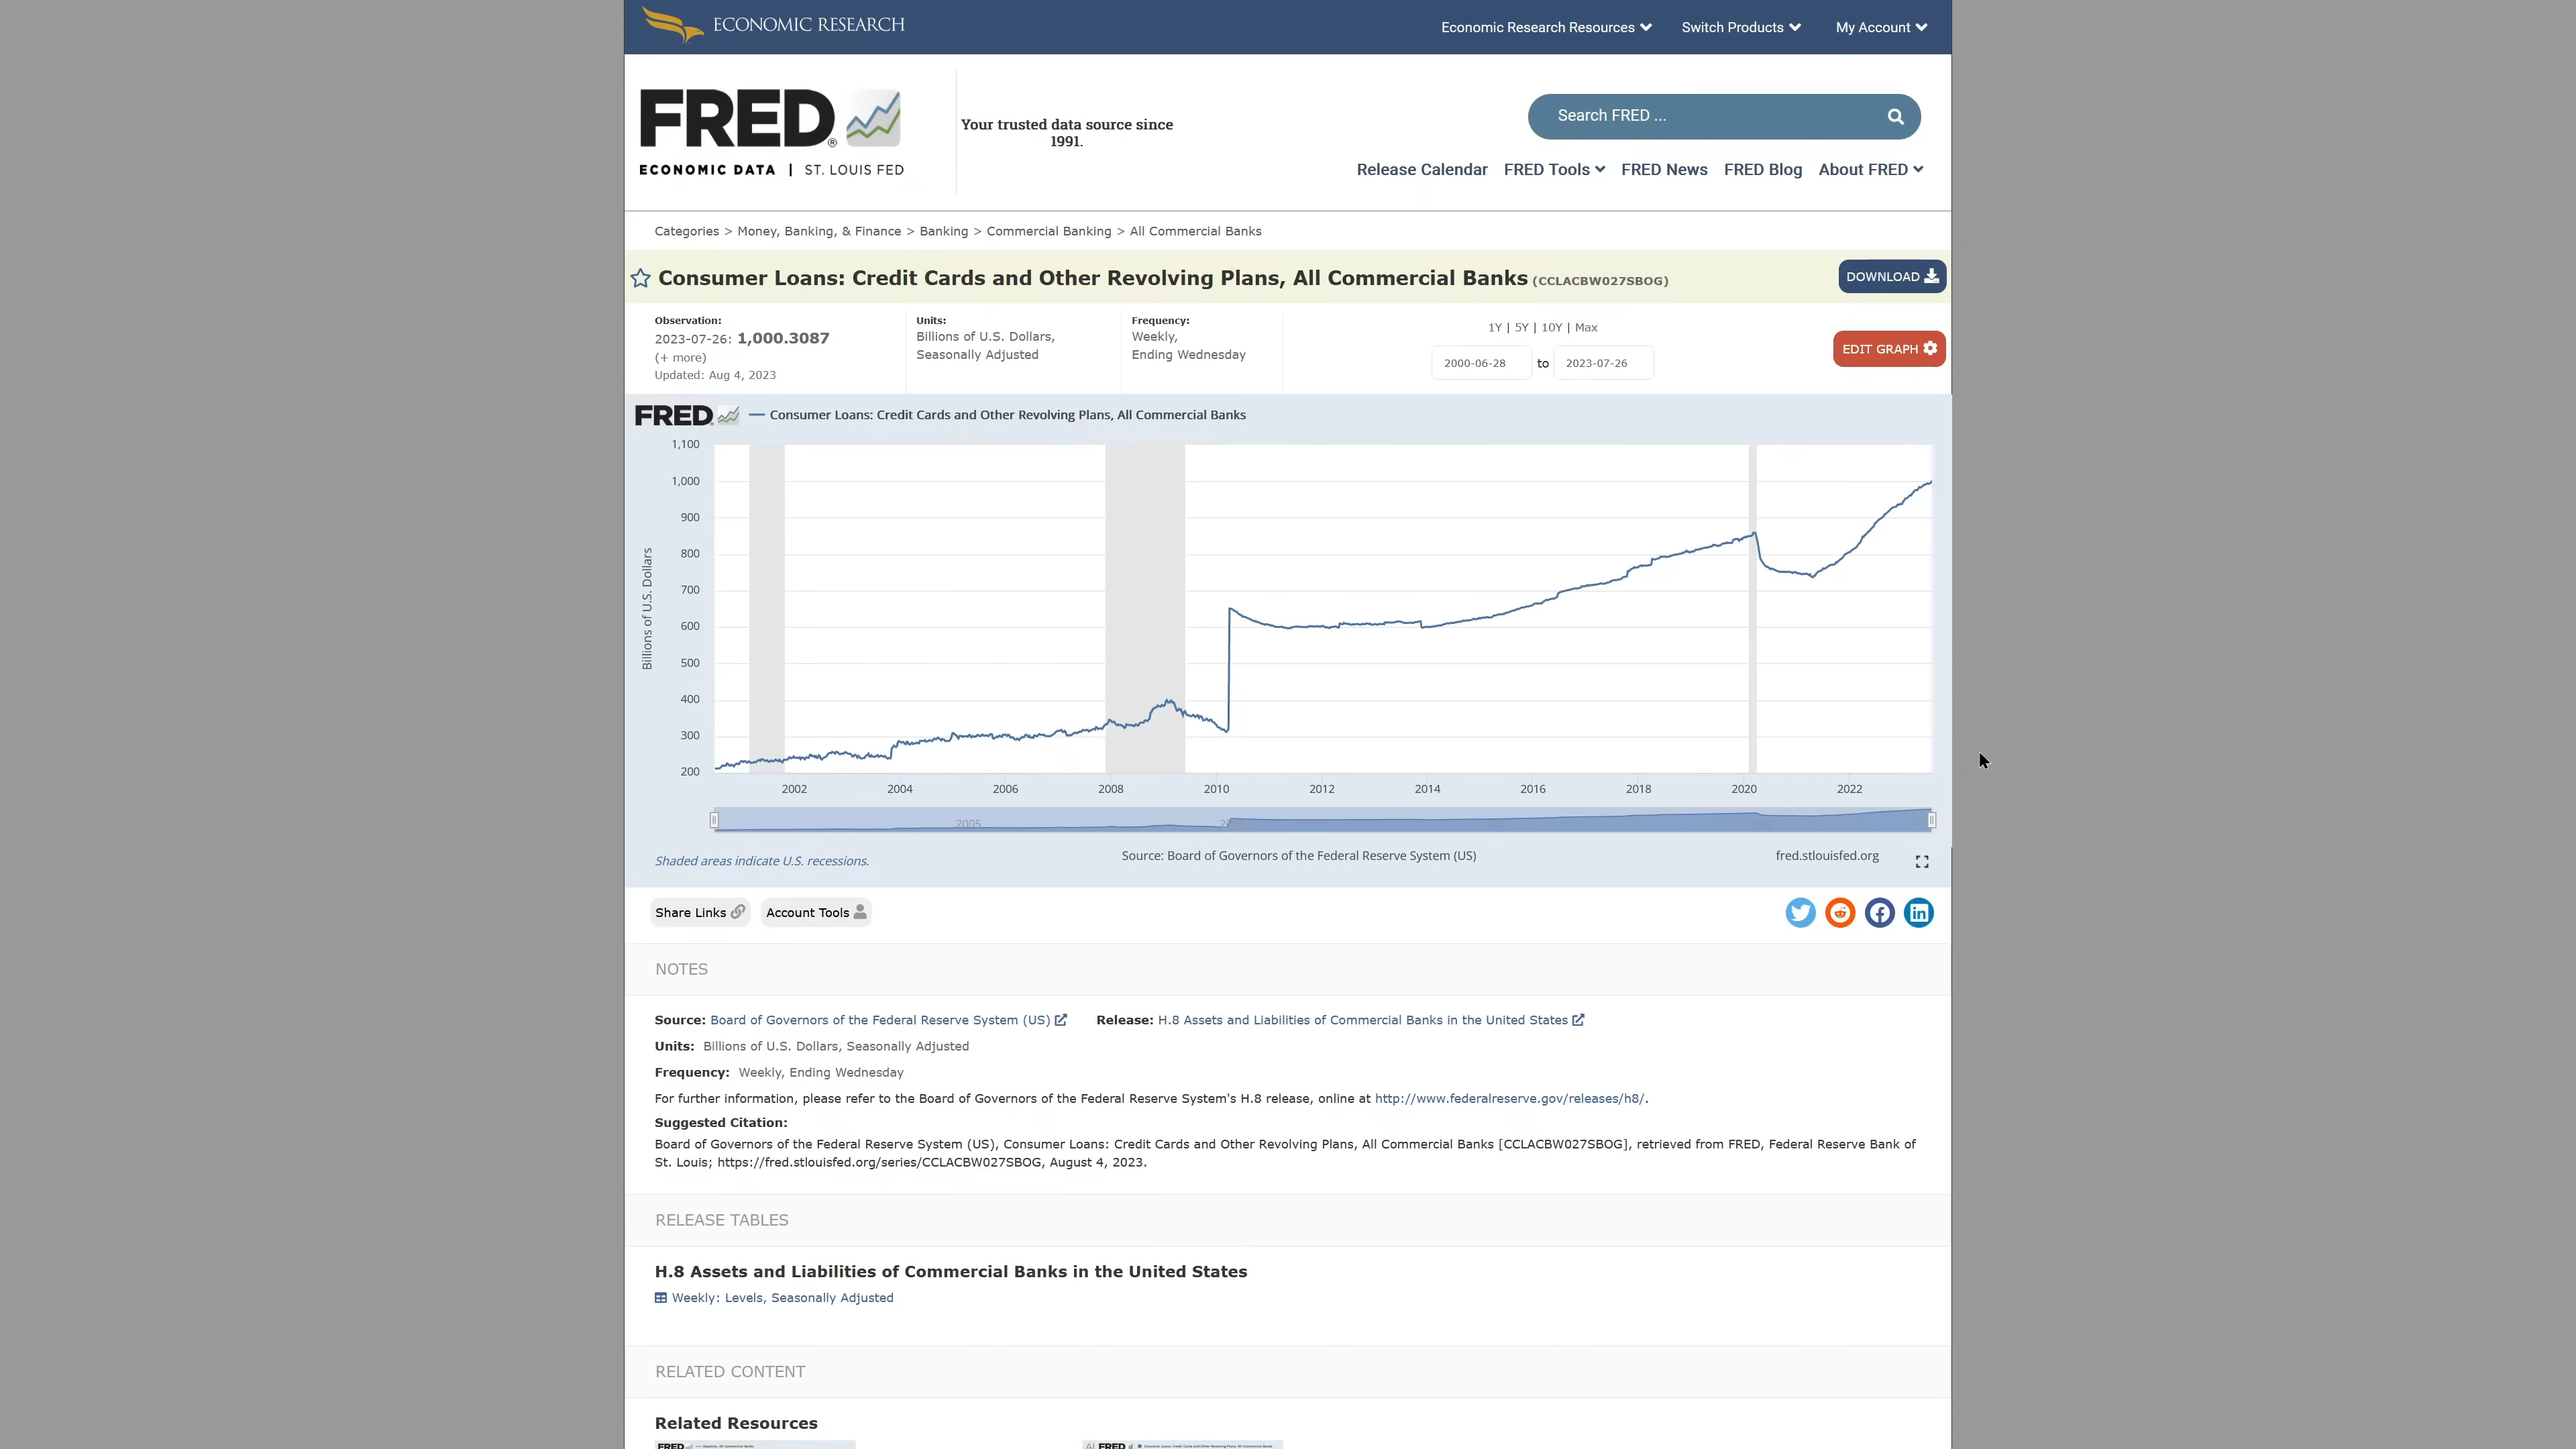 ECONOMIC RESEARCH
Economic Research Resources Switch Products My Account
FRED®
ECONOMIC DATA | ST. LOUIS FED
Your trusted data source since
1991.
Search FRED ...
Release Calendar FRED Tools FRED News FRED Blog About FRED
Categories > Money, Banking, & Finance > Banking > Commercial Banking > All Commercial Banks
Consumer Loans: Credit Cards and Other Revolving Plans, All Commercial Banks (CCLACBW027SBOG)
DOWNLOAD
Observation:
2023-07-26: 1,000.3087
(+ more)
Updated: Aug 4, 2023
Units:
Billions of U.S. Dollars,
Seasonally Adjusted
Frequency:
Weekly,
Ending Wednesday
1Y | 5Y | 10Y | Max
2000-06-28 to 2023-07-26
EDIT GRAPH
FRED Consumer Loans: Credit Cards and Other Revolving Plans, All Commercial Banks
1,100
1,000
900
800
700
600
500
400
300
200
Billions of U.S. Dollars
2002 2004 2006 2008 2010 2012 2014 2016 2018 2020 2022
2005
Shaded areas indicate U.S. recessions.
Source: Board of Governors of the Federal Reserve System (US)
fred.stlouisfed.org
Share Links Account Tools
NOTES
Source: Board of Governors of the Federal Reserve System (US) Release: H.8 Assets and Liabilities of Commercial Banks in the United States
Units: Billions of U.S. Dollars, Seasonally Adjusted
Frequency: Weekly, Ending Wednesday
For further information, please refer to the Board of Governors of the Federal Reserve System's H.8 release, online at http://www.federalreserve.gov/releases/h8/.
Suggested Citation:
Board of Governors of the Federal Reserve System (US), Consumer Loans: Credit Cards and Other Revolving Plans, All Commercial Banks [CCLACBW027SBOG], retrieved from FRED, Federal Reserve Bank of
St. Louis; https://fred.stlouisfed.org/series/CCLACBW027SBOG, August 4, 2023.
RELEASE TABLES
H.8 Assets and Liabilities of Commercial Banks in the United States
Weekly: Levels, Seasonally Adjusted
RELATED CONTENT
Related Resources
FRED
FRED Consumer Loans: Credit Cards and Other Revolving Plans, All Commercial Banks